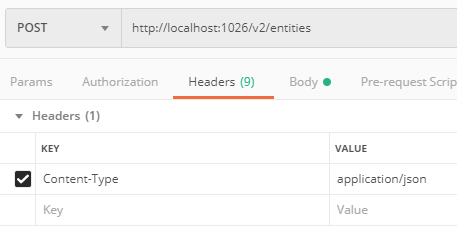 POST http://localhost:1026/v2/entities
Params Authorization Headers (9) Body Pre-request Scrip
Headers (1)
KEY VALUE
Content-Type application/json
Key Value